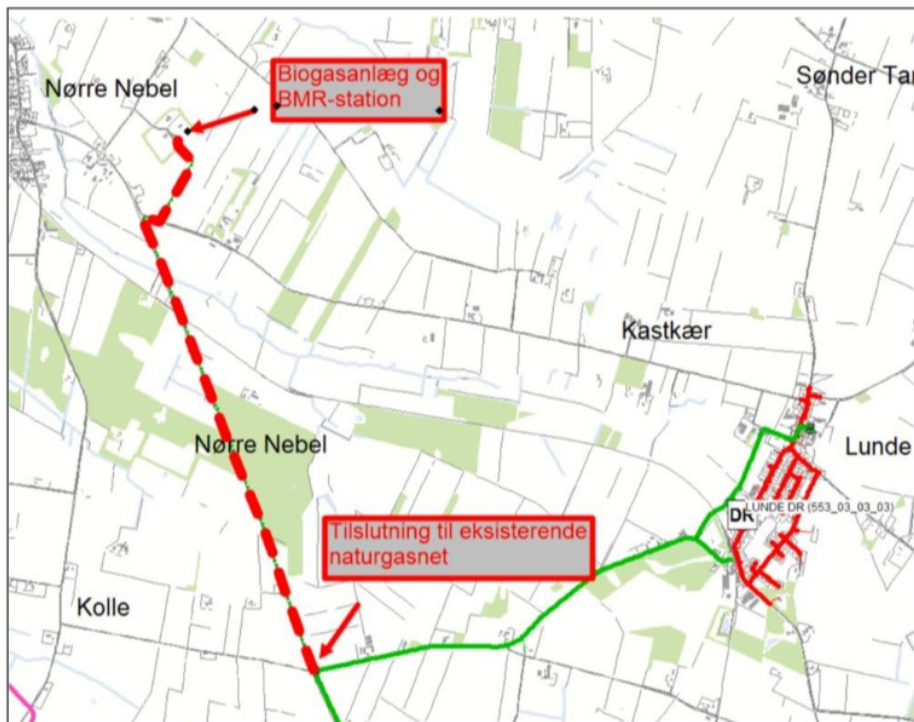 Biogasanlæg og
BMR-station
Nørre Nebel
Sønder Tar
Kastkær
Nørre Nebel
Lunde
LUNDE DR (553_03_03_03)
DR
Tilslutning til eksisterende
naturgasnet
Kolle